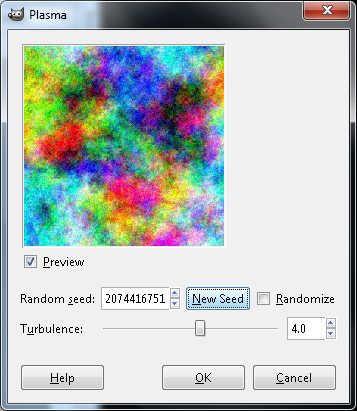 Plasma
Preview
Random seed: 2074416751 New Seed Randomize
Turbulence: 4.0
Help OK Cancel